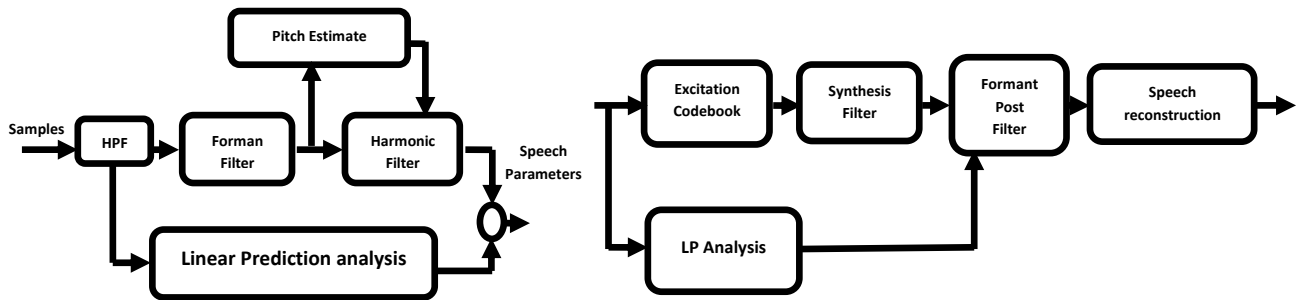 Pitch Estimate
Samples
HPF
Forman
Filter
Harmonic
Filter
Speech
Parameters
Linear Prediction analysis
Excitation
Codebook
Synthesis
Filter
Formant
Post
Filter
Speech
reconstruction
LP Analysis